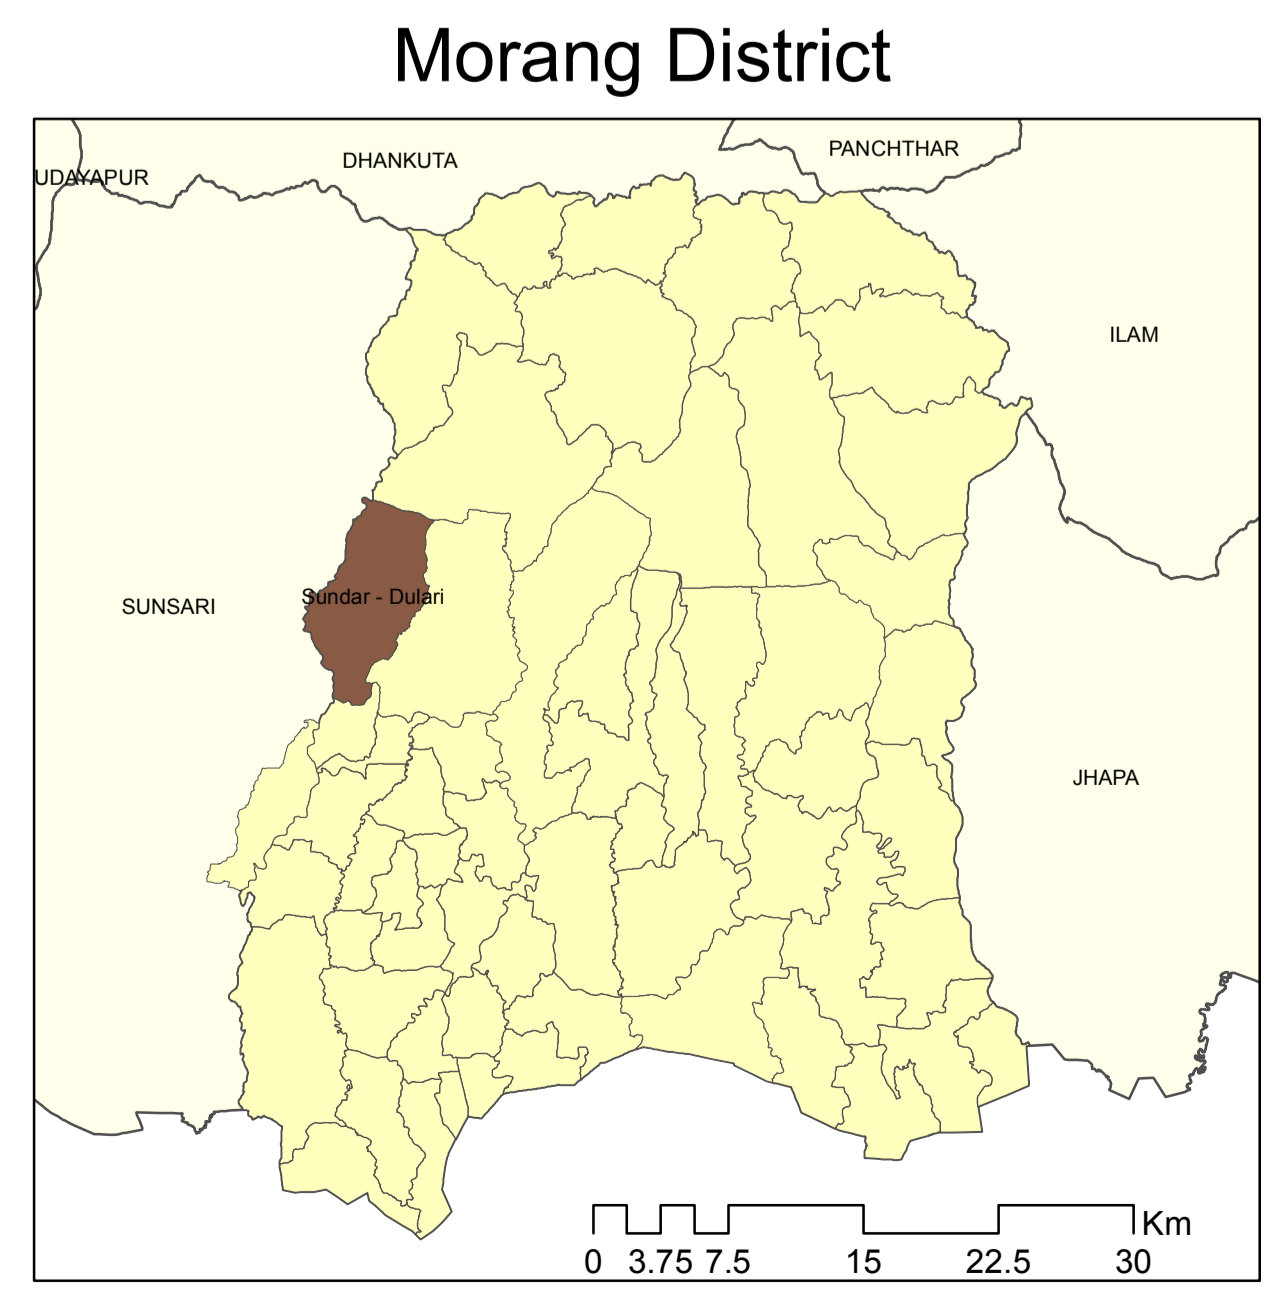 Morang District
PANCHTHAR
DHANKUTA
UDAYAPUR
ILAM
Sundar - Dulari
SUNSARI
JHAPA
Km
0 3.75 7.5 15 22.5 30